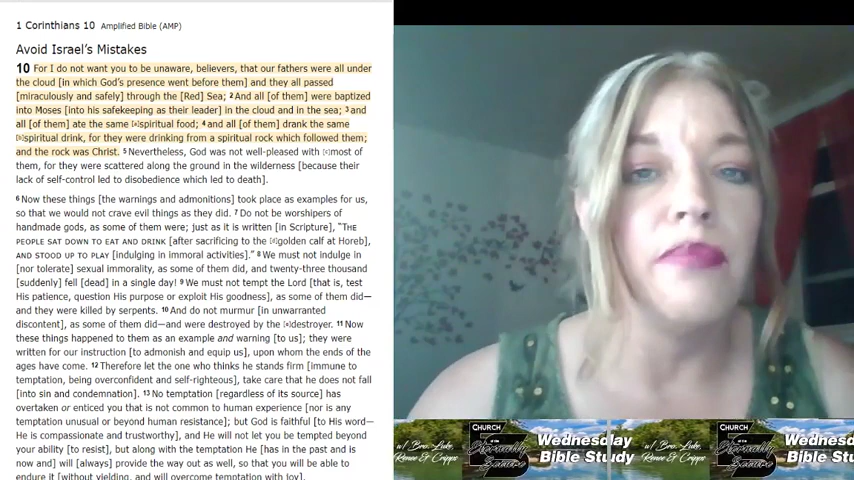 1 Corinthians 10 Amplified Bible (AMP)
Avoid Israel's Mistakes
10 For I do not want you to be unaware, believers, that our fathers were all under
the cloud [in which God's presence went before them] and they all passed
[miraculously and safely] through the [Red] Sea; 2 And all [of them] were baptized
into Moses [into his safekeeping as their leader] in the cloud and in the sea; 3 and
all [of them] ate the same [a]spiritual food; 4 and all [of them] drank the same
[b]spiritual drink, for they were drinking from a spiritual rock which followed them;
and the rock was Christ. 5 Nevertheless, God was not well-pleased with [c]most of
them, for they were scattered along the ground in the wilderness [because their
lack of self-control led to disobedience which led to death].
6 Now these things [the warnings and admonitions] took place as examples for us,
so that we would not crave evil things as they did. 7 Do not be worshipers of
handmade gods, as some of them were; just as it is written [in Scripture], “THE
PEOPLE SAT DOWN TO EAT AND DRINK [after sacrificing to the [d]golden calf at Horeb],
AND STOOD UP TO PLAY [indulging in immoral activities].” 8 We must not indulge in
[nor tolerate] sexual immorality, as some of them did, and twenty-three thousand
[suddenly] fell [dead] in a single day! 9 We must not tempt the Lord [that is, test
His patience, question His purpose or exploit His goodness], as some of them did—
and they were killed by serpents. 10 And do not murmur [in unwarranted
discontent], as some of them did—and were destroyed by the [e]destroyer. 11 Now
these things happened to them as an example and warning [to us]; they were
written for our instruction [to admonish and equip us], upon whom the ends of the
ages have come. 12 Therefore let the one who thinks he stands firm [immune to
temptation, being overconfident and self-righteous], take care that he does not fall
[into sin and condemnation]. 13 No temptation [regardless of its source] has
overtaken or enticed you that is not common to human experience [nor is any
temptation unusual or beyond human resistance]; but God is faithful [to His word—
He is compassionate and trustworthy], and He will not let you be tempted beyond
your ability [to resist], but along with the temptation He [has in the past and is
now and] will [always] provide the way out as well, so that you will be able to
endure it [without yielding, and will overcome temptation with joy].
w/ Bro. Luke,
Renee & Cripps
CHURCH
of the
Eternally
Secure
Wednesday
Bible Study
w/ Bro. Luke,
Renee & Cripps
CHURCH
of the
Eternally
Secure
Wednes
Bible St